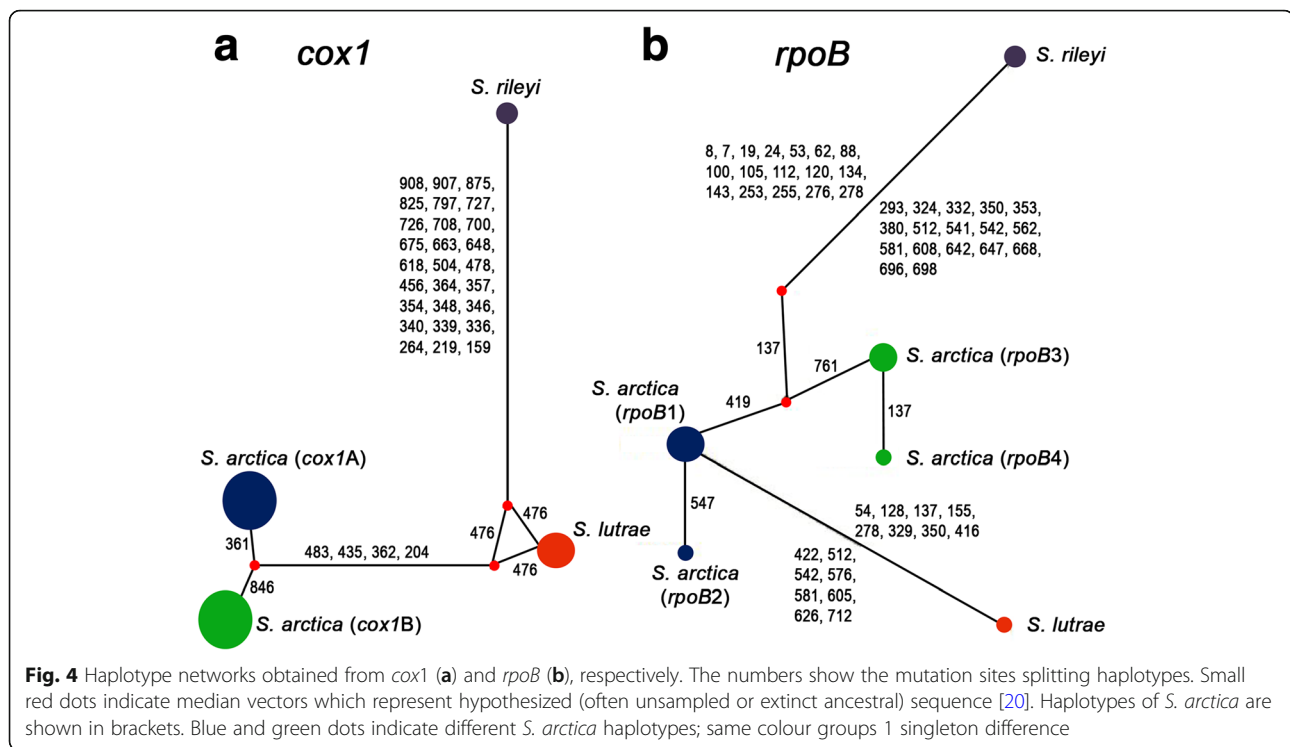 a
cox1
S. rileyi
908, 907, 875,
825, 797, 727,
726, 708, 700,
675, 663, 648,
618, 504, 478,
456, 364, 357,
354, 348, 346,
340, 339, 336,
264, 219, 159
S. arctica (cox1A)
361
483, 435, 362, 204
476
476
476
S. lutrae
846
S. arctica (cox1B)
b
rpoB
S. rileyi
8, 7, 19, 24, 53, 62, 88,
100, 105, 112, 120, 134,
143, 253, 255, 276, 278
293, 324, 332, 350, 353,
380, 512, 541, 542, 562,
581, 608, 642, 647, 668,
696, 698
137
761
S. arctica (rpoB3)
S. arctica
(rpoB1)
419
137
S. arctica (rpoB4)
547
54, 128, 137, 155,
278, 329, 350, 416
422, 512,
542, 576,
581, 605,
626, 712
S. arctica
(rpoB2)
S. lutrae
Fig. 4 Haplotype networks obtained from cox1 (a) and rpoB (b), respectively. The numbers show the mutation sites splitting haplotypes. Small
red dots indicate median vectors which represent hypothesized (often unsampled or extinct ancestral) sequence [20]. Haplotypes of S. arctica are
shown in brackets. Blue and green dots indicate different S. arctica haplotypes; same colour groups 1 singleton difference